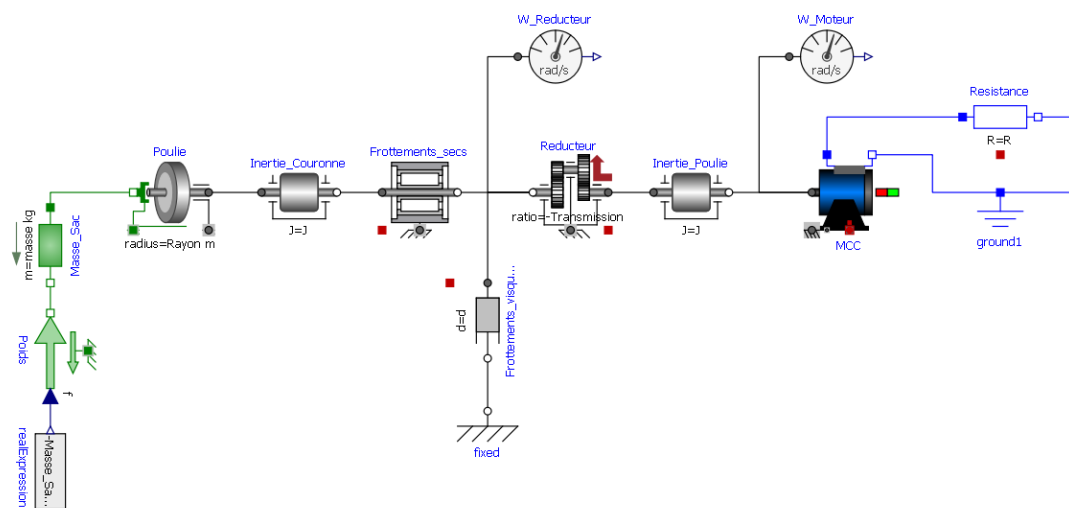 W_Reducteur
W_Moteur
rad/s
rad/s
Resistance
R=R
Poulie
Inertie_Couronne
Frottements_secs
Reducteur
Inertie_Poulie
radius=Rayon m
J=J
ratio=-Transmission
J=J
MCC
ground1
m=masse kg
Masse_Sac
p=p
Frottements_visqu...
Poids
f
fixed
realExpression
-Masse_Sa...